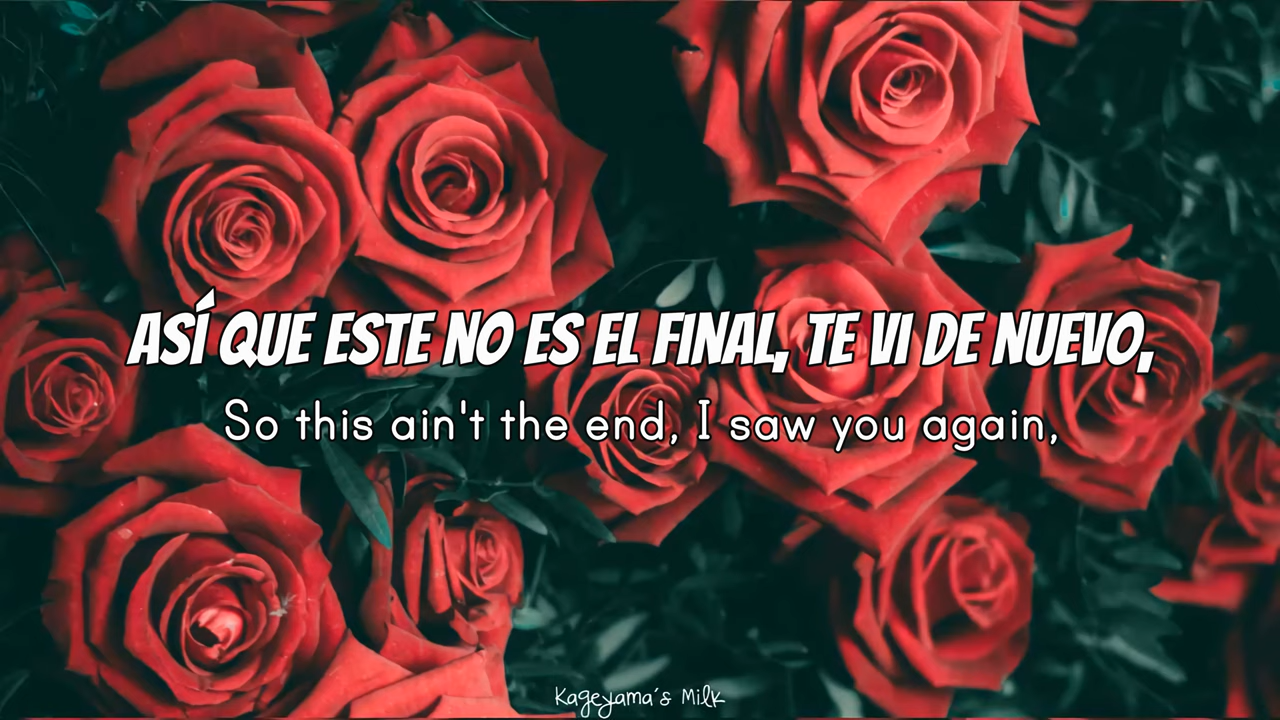 ASÍ QUE ESTE NO ES EL FINAL, TE VI DE NUEVO,
So this ain't the end, I saw you again,
Kageyama's Milk